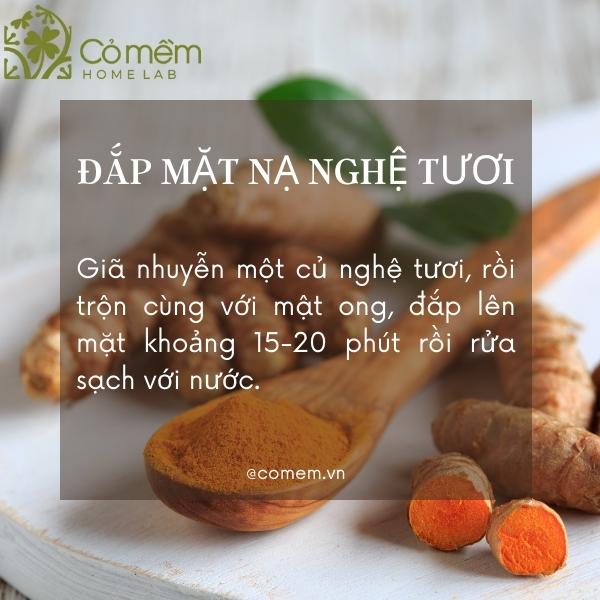 Cỏ mềm
HOME LAB
ĐẮP MẶT NẠ NGHỆ TƯƠI
Giã nhuyễn một củ nghệ tươi, rồi
trộn cùng với mật ong, đắp lên
mặt khoảng 15-20 phút rồi rửa
sạch với nước.
@comem.vn